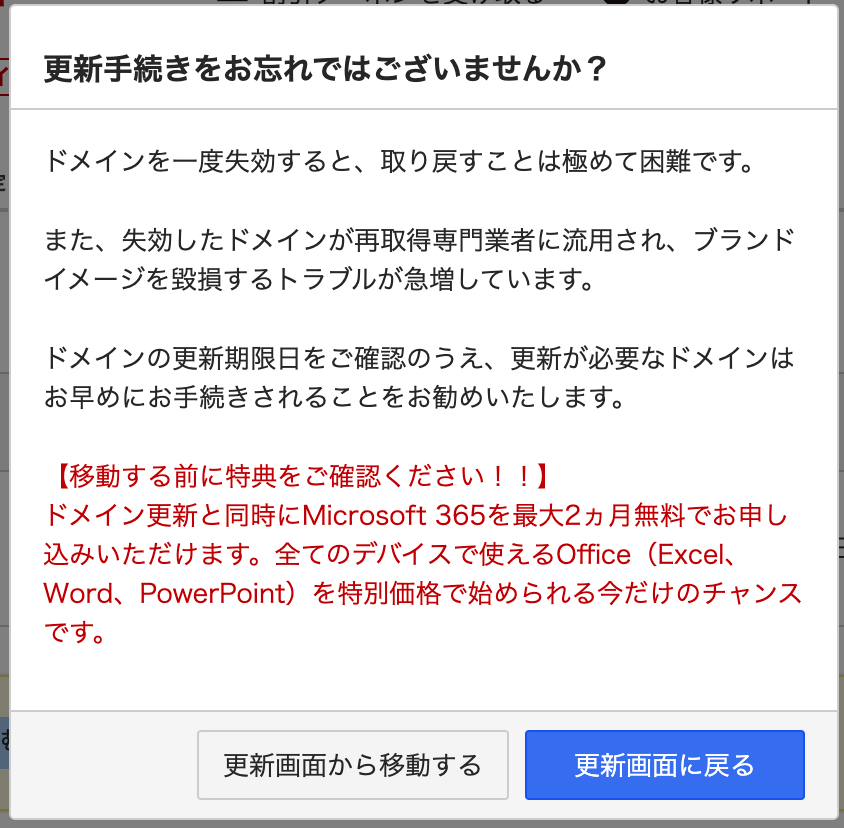 更新手続きをお忘れではございませんか？
ドメインを一度失効すると、取り戻すことは極めて困難です。
また、失効したドメインが再取得専門業者に流用され、ブランド
イメージを毀損するトラブルが急増しています。
ドメインの更新期限日をご確認のうえ、更新が必要なドメインは
お早めにお手続きされることをお勧めいたします。
【移動する前に特典をご確認ください！！】
ドメイン更新と同時にMicrosoft 365を最大2ヵ月無料でお申し
込みいただけます。全てのデバイスで使えるOffice（Excel、
Word、PowerPoint）を特別価格で始められる今だけのチャンス
です。
更新画面から移動する
更新画面に戻る